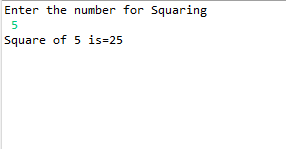 Enter the number for Squaring
5
Square of 5 is=25